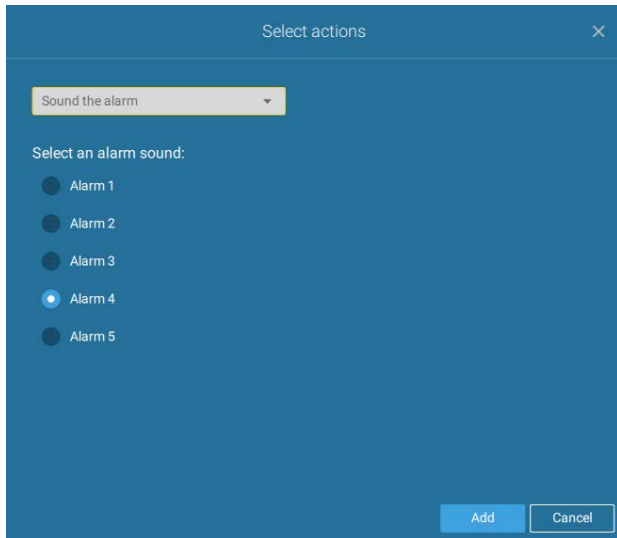 Select actions
Sound the alarm
Select an alarm sound:
Alarm 1
Alarm 2
Alarm 3
Alarm 4
Alarm 5
Add Cancel